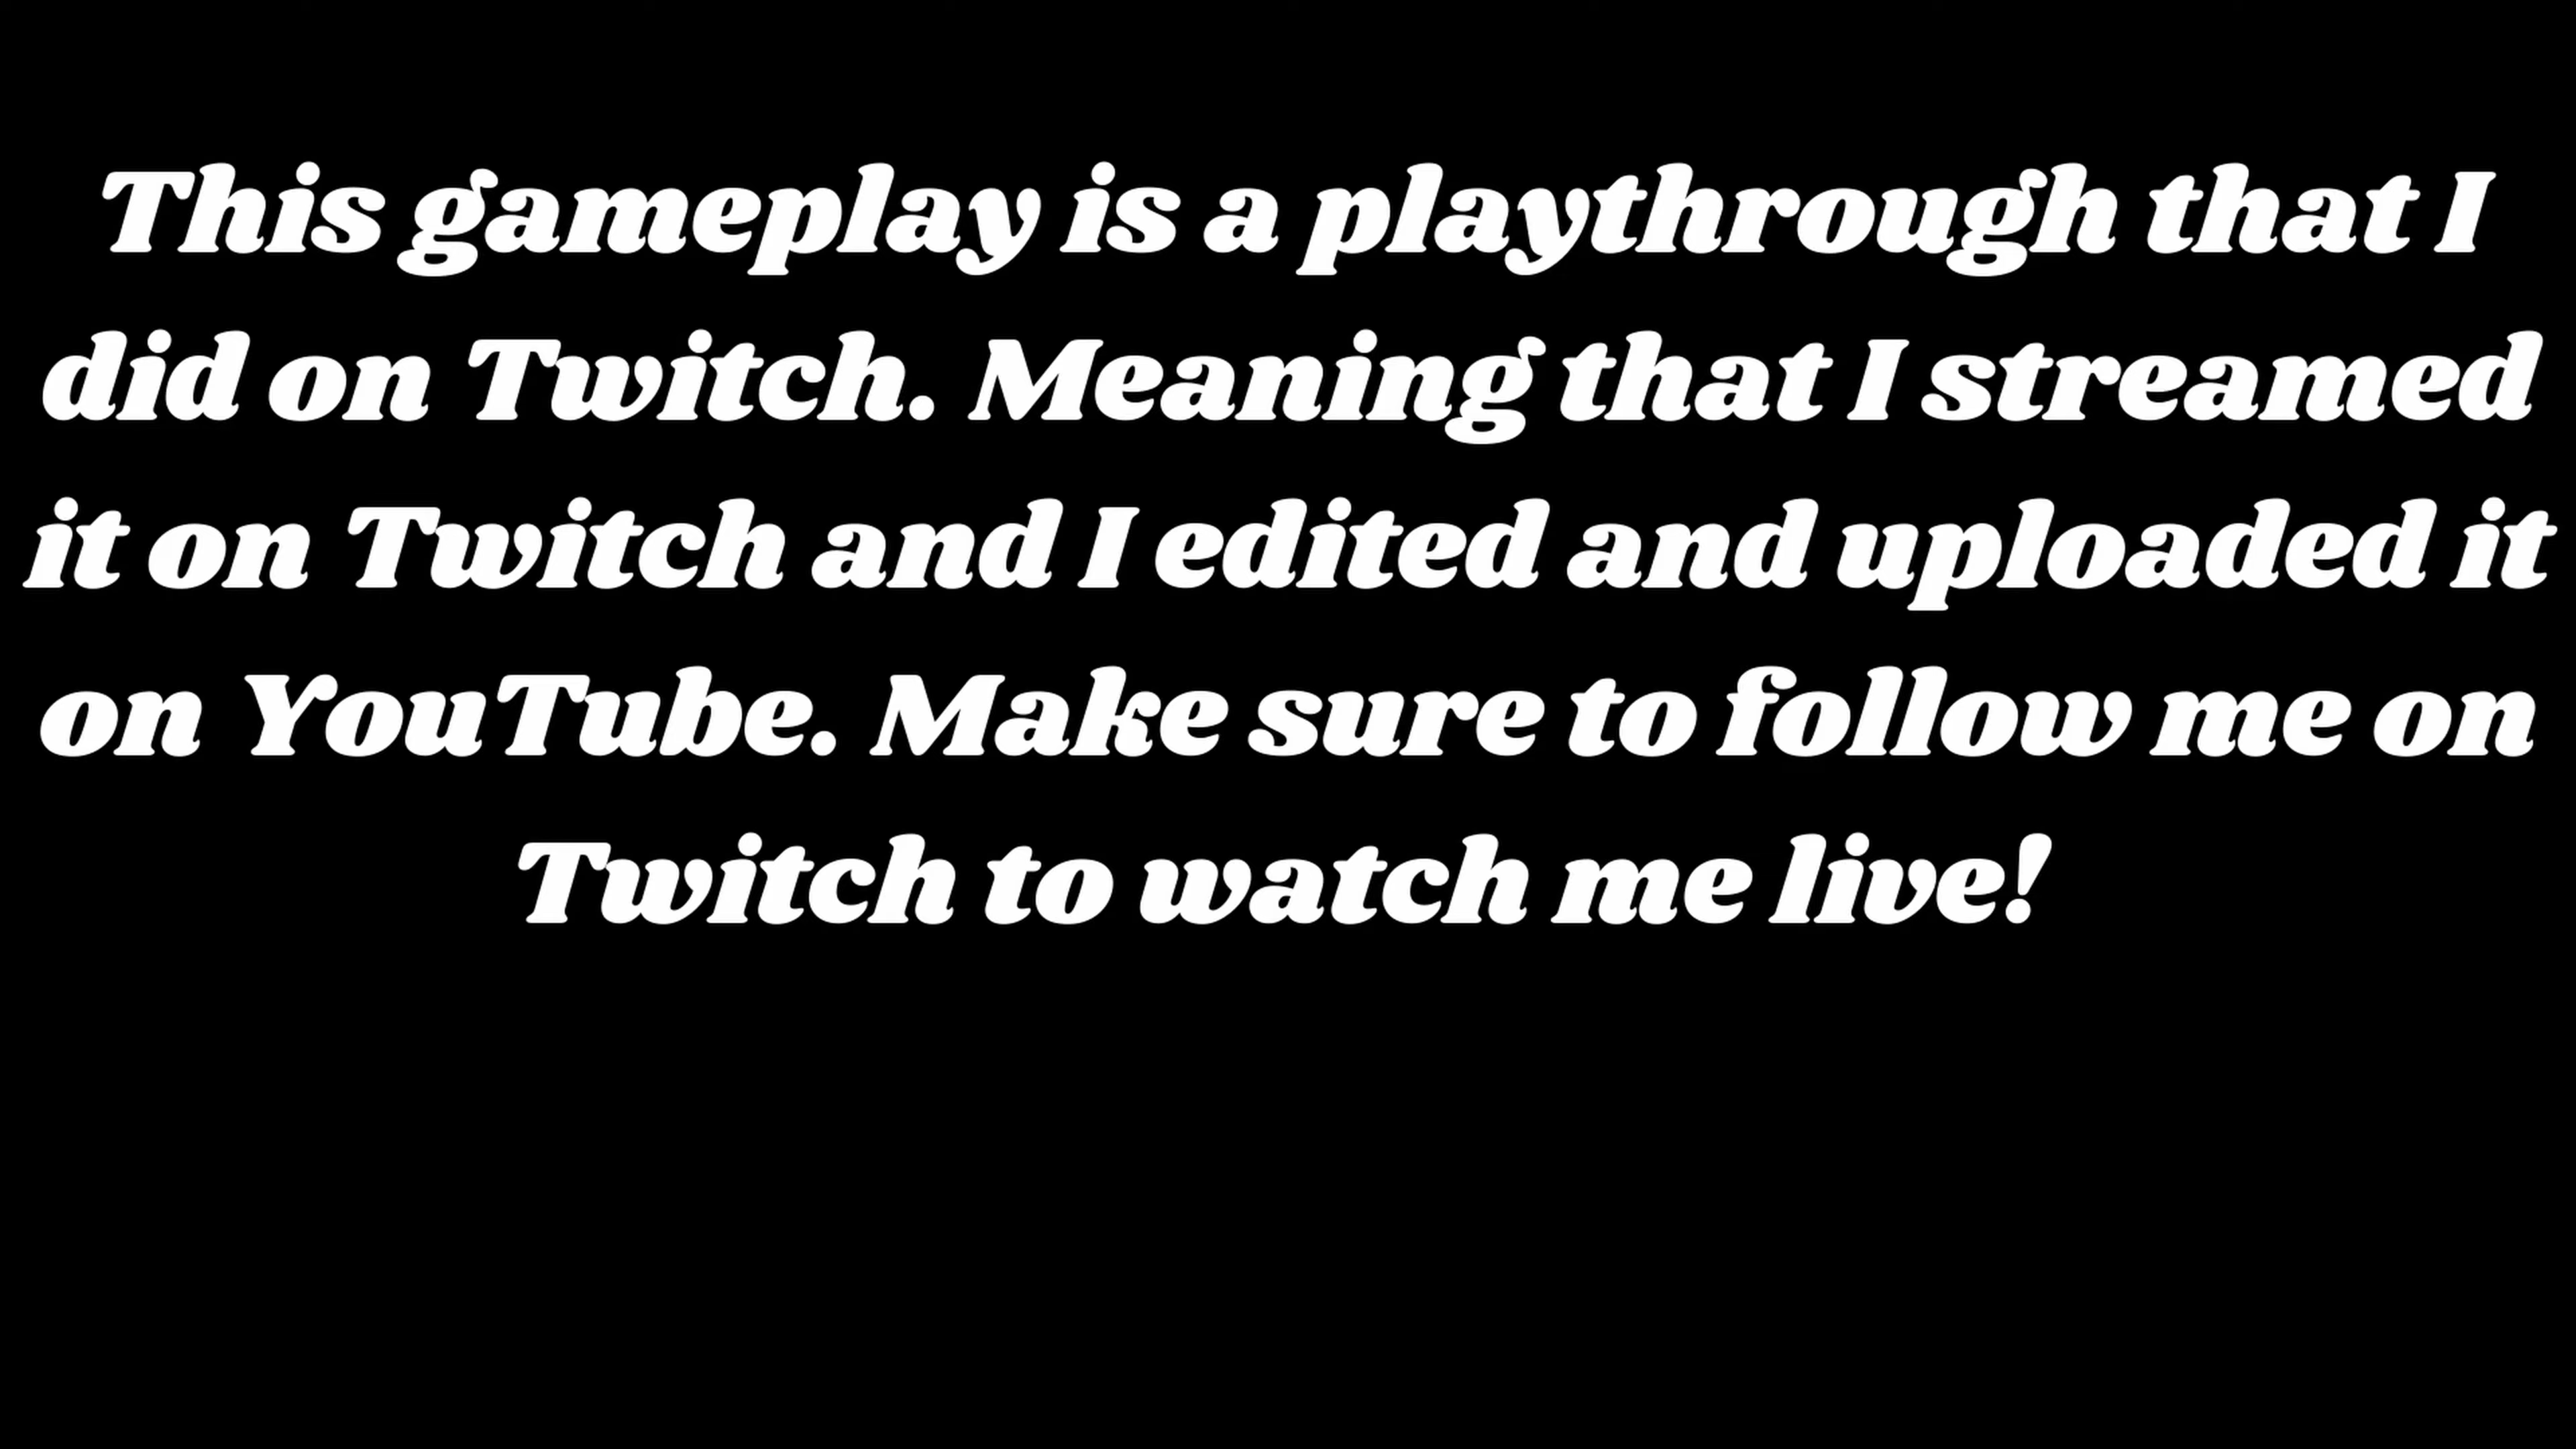 This gameplay is a playthrough that I
did on Twitch. Meaning that I streamed
it on Twitch and I edited and uploaded it
on YouTube. Make sure to follow me on
Twitch to watch me live!